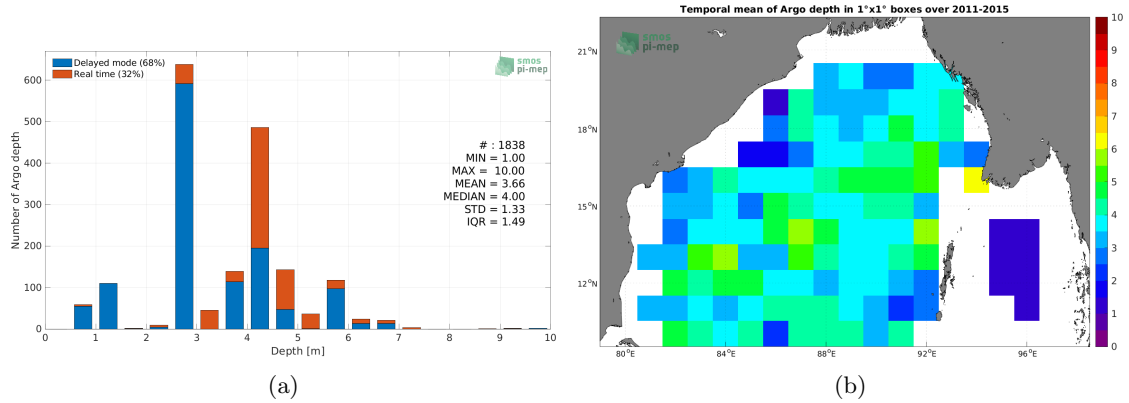 Delayed mode (68%)
Real time (32%)
smos
pi-mep
Number of Argo depth
600
500
400
300
200
100
0
# : 1838
MIN = 1.00
MAX = 10.00
MEAN = 3.66
MEDIAN = 4.00
STD = 1.33
IQR = 1.49
0 1 2 3 4 5 6 7 8 9 10
Depth [m]
(a)
Temporal mean of Argo depth in 1°x1° boxes over 2011-2015
smos
pi-mep
21°N
18°N
15°N
12°N
80°E 84°E 88°E 92°E 96°E
10
9
8
7
6
5
4
3
2
1
0
(b)